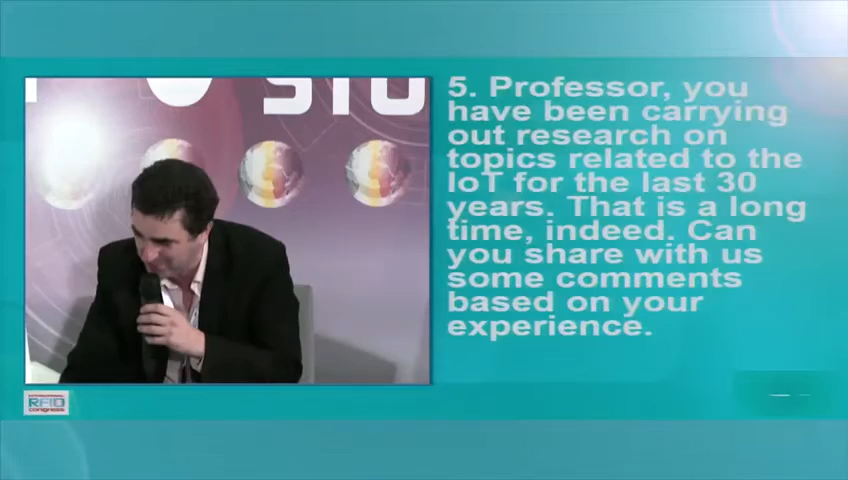 5. Professor, you
have been carrying
out research on
topics related to the
IoT for the last 30
years. That is a long
time, indeed. Can
you share with us
some comments
based on your
experience.
RFID
congress